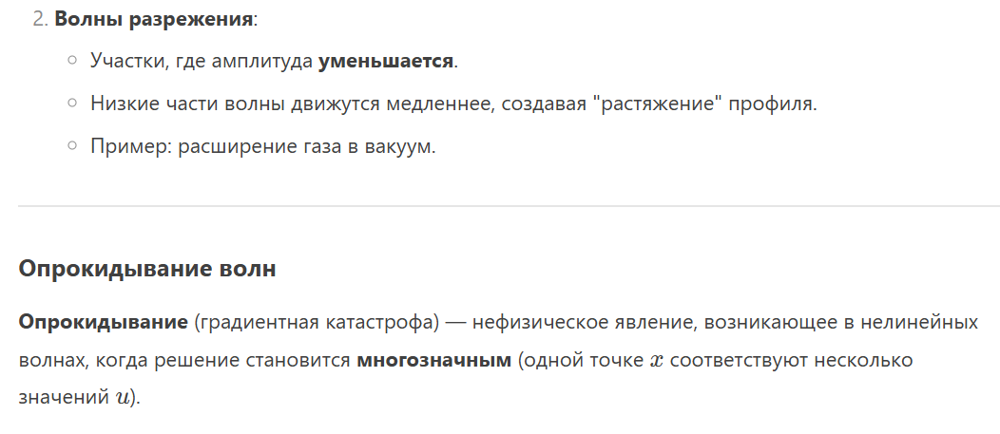 2. Волны разрежения:
○ Участки, где амплитуда уменьшается.
○ Низкие части волны движутся медленнее, создавая "растяжение" профиля.
○ Пример: расширение газа в вакуум.
Опрокидывание волн
Опрокидывание (градиентная катастрофа) — нефизическое явление, возникающее в нелинейных
волнах, когда решение становится многозначным (одной точке x соответствуют несколько
значений u).